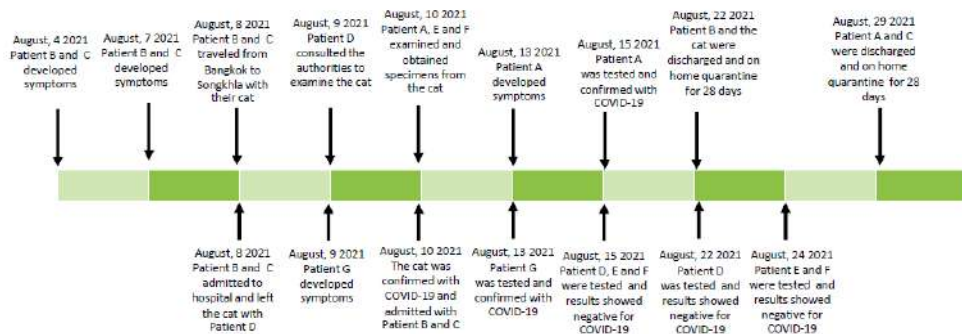 August, 4 2021
Patient B and C
developed
symptoms
August, 7 2021
Patient B and C
developed
symptoms
August, 8 2021
Patient B and C
traveled from
Bangkok to
Songkhla with
their cat
August, 9 2021
Patient D
consulted the
authorities to
examine the cat
August, 10 2021
Patient A, E and F
examined and
obtained
specimens from
the cat
August, 13 2021
Patient A
developed
symptoms
August, 15 2021
Patient A
was tested and
confirmed with
COVID-19
August, 22 2021
Patient B and the
cat were
discharged and on
home quarantine
for 28 days
August, 29 2021
Patient A and C
were discharged
and on home
quarantine for 28
days
August, 8 2021
Patient B and C
admitted to
hospital and left
the cat with
Patient D
August, 9 2021
Patient G
developed
symptoms
August, 10 2021
The cat was
confirmed with
COVID-19 and
admitted with
Patient B and C
August, 13 2021
Patient G
was tested and
confirmed with
COVID-19
August, 15 2021
Patient D, E and F
were tested and
results showed
negative for
COVID-19
August, 22 2021
Patient D
was tested and
results showed
negative for
COVID-19
August, 24 2021
Patient E and F
were tested and
results showed
negative for
COVID-19